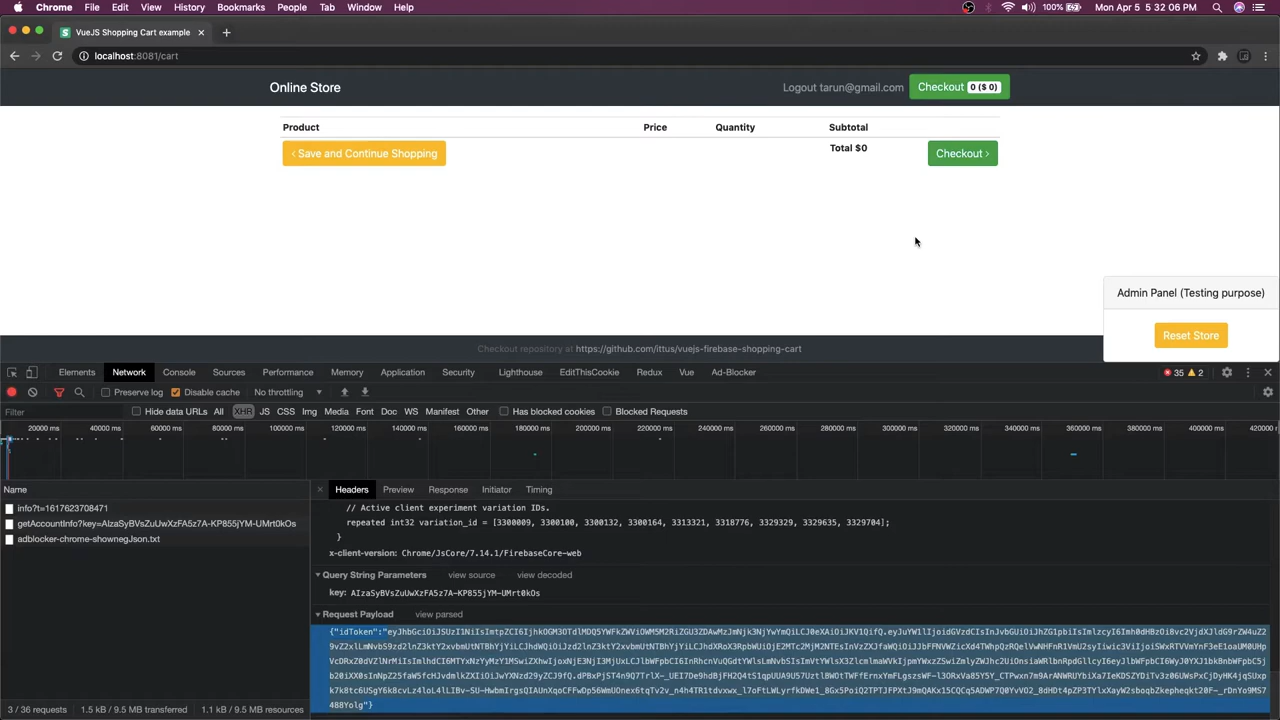 Chrome File Edit View History Bookmarks People Tab Window Help 100% Mon Apr 5 5:32:06 PM
VueJS Shopping Cart example
localhost:8081/cart
Online Store Logout tarun@gmail.com Checkout 0 ($ 0)
Product Price Quantity Subtotal
‹ Save and Continue Shopping Total $0 Checkout ›
Admin Panel (Testing purpose)
Reset Store
Checkout repository at https://github.com/ittus/vuejs-firebase-shopping-cart
Elements Network Console Sources Performance Memory Application Security Lighthouse EditThisCookie Redux Vue Ad-Blocker 35 2
Preserve log Disable cache No throttling
Filter Hide data URLs All XHR JS CSS Img Media Font Doc WS Manifest Other Has blocked cookies Blocked Requests
20000 ms 40000 ms 60000 ms 80000 ms 100000 ms 120000 ms 140000 ms 160000 ms 180000 ms 200000 ms 220000 ms 240000 ms 260000 ms 280000 ms 300000 ms 320000 ms 340000 ms 360000 ms 380000 ms 400000 ms 420000
Name Headers Preview Response Initiator Timing
info?t=1617623708471
getAccountInfo?key=AIzaSyBVsZuUwXzFA5z7A-KP855jYM-UMrt0kOs
adblocker-chrome-shownegJson.txt
// Active client experiment variation IDs.
repeated int32 variation_id = [3300009, 3300100, 3300132, 3300164, 3313321, 3318776, 3329329, 3329635, 3329704];
}
x-client-version: Chrome/JsCore/7.14.1/FirebaseCore-web
Query String Parameters view source view decoded
key: AIzaSyBVsZuUwXzFA5z7A-KP855jYM-UMrt0kOs
Request Payload view parsed
{"idToken":"
488Yolg"}
3 / 36 requests 1.5 kB / 9.5 MB transferred 1.1 kB / 9.5 MB resources